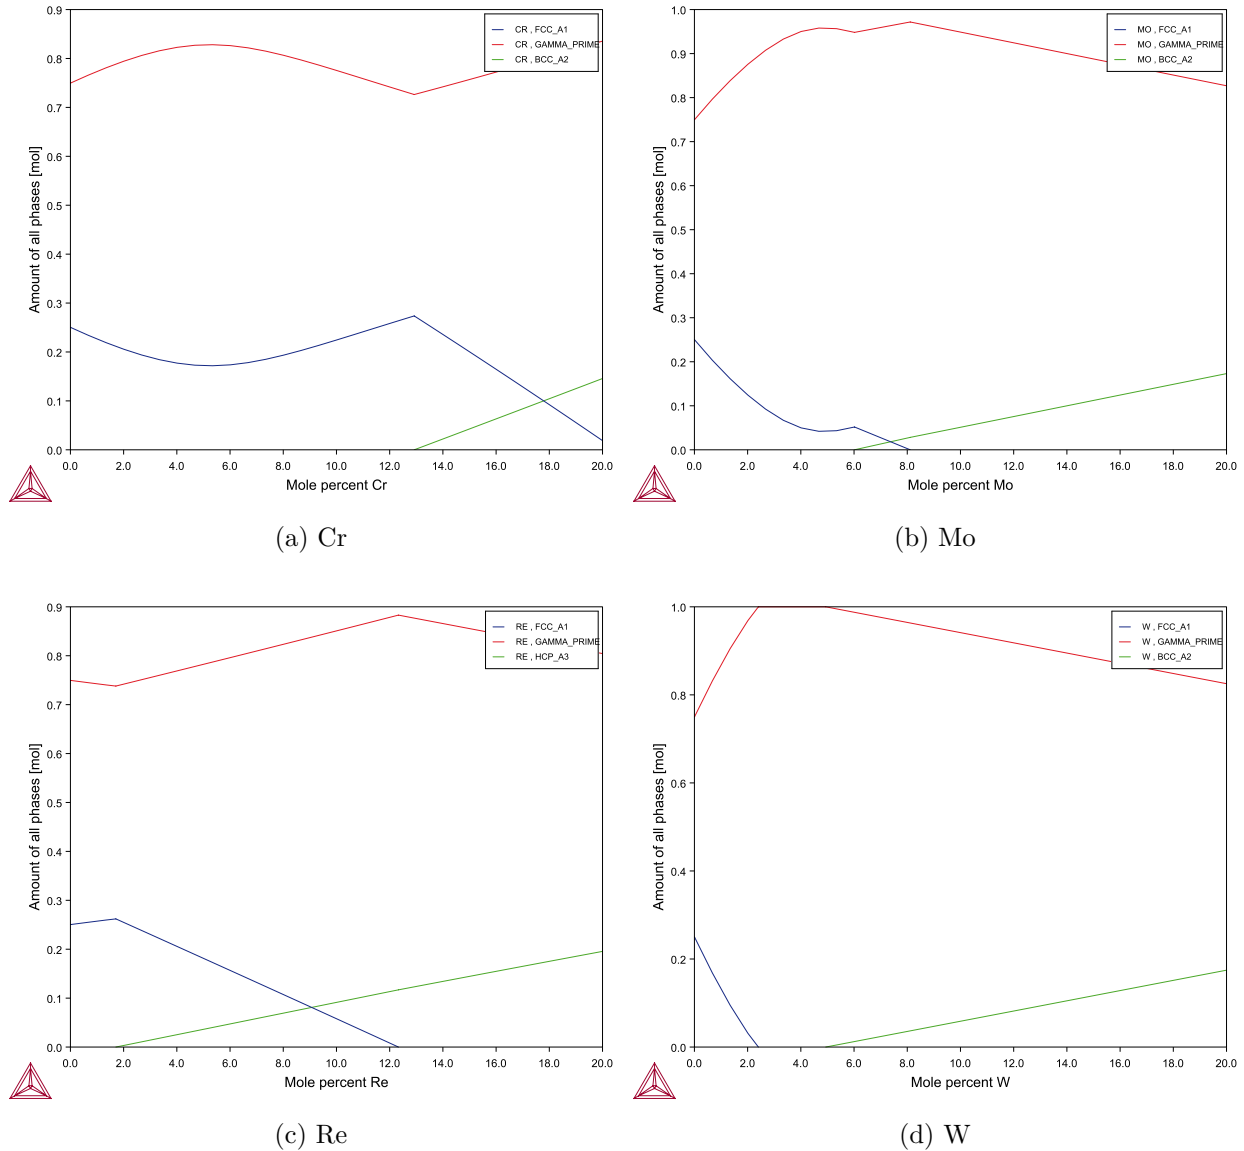 0.9
0.8
0.7
0.6
0.5
0.4
0.3
0.2
0.1
0.0
Amount of all phases [mol]
CR , FCC_A1
CR , GAMMA_PRIME
CR , BCC_A2
0.0 2.0 4.0 6.0 8.0 10.0 12.0 14.0 16.0 18.0 20.0
Mole percent Cr
(a) Cr
1.0
0.9
0.8
0.7
0.6
0.5
0.4
0.3
0.2
0.1
0.0
Amount of all phases [mol]
MO , FCC_A1
MO , GAMMA_PRIME
MO , BCC_A2
0.0 2.0 4.0 6.0 8.0 10.0 12.0 14.0 16.0 18.0 20.0
Mole percent Mo
(b) Mo
0.9
0.8
0.7
0.6
0.5
0.4
0.3
0.2
0.1
0.0
Amount of all phases [mol]
RE , FCC_A1
RE , GAMMA_PRIME
RE , HCP_A3
0.0 2.0 4.0 6.0 8.0 10.0 12.0 14.0 16.0 18.0 20.0
Mole percent Re
(c) Re
1.0
0.8
0.6
0.4
0.2
0.0
Amount of all phases [mol]
W , FCC_A1
W , GAMMA_PRIME
W , BCC_A2
0.0 2.0 4.0 6.0 8.0 10.0 12.0 14.0 16.0 18.0 20.0
Mole percent W
(d) W